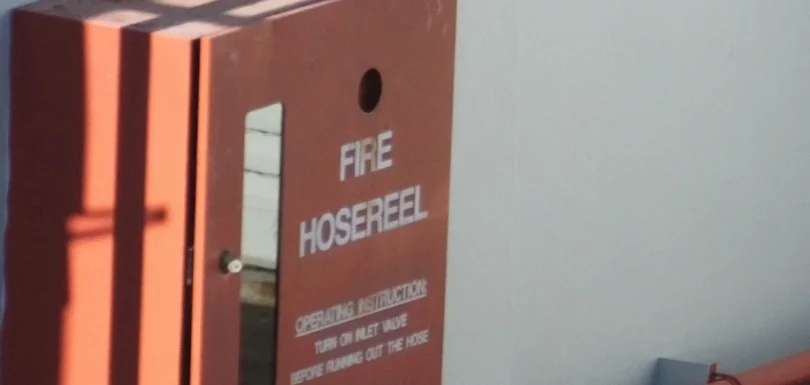 FIRE
HOSEREEL
OPERATING INSTRUCTION:
TURN ON INLET VALVE
BEFORE RUNNING OUT THE HOSE